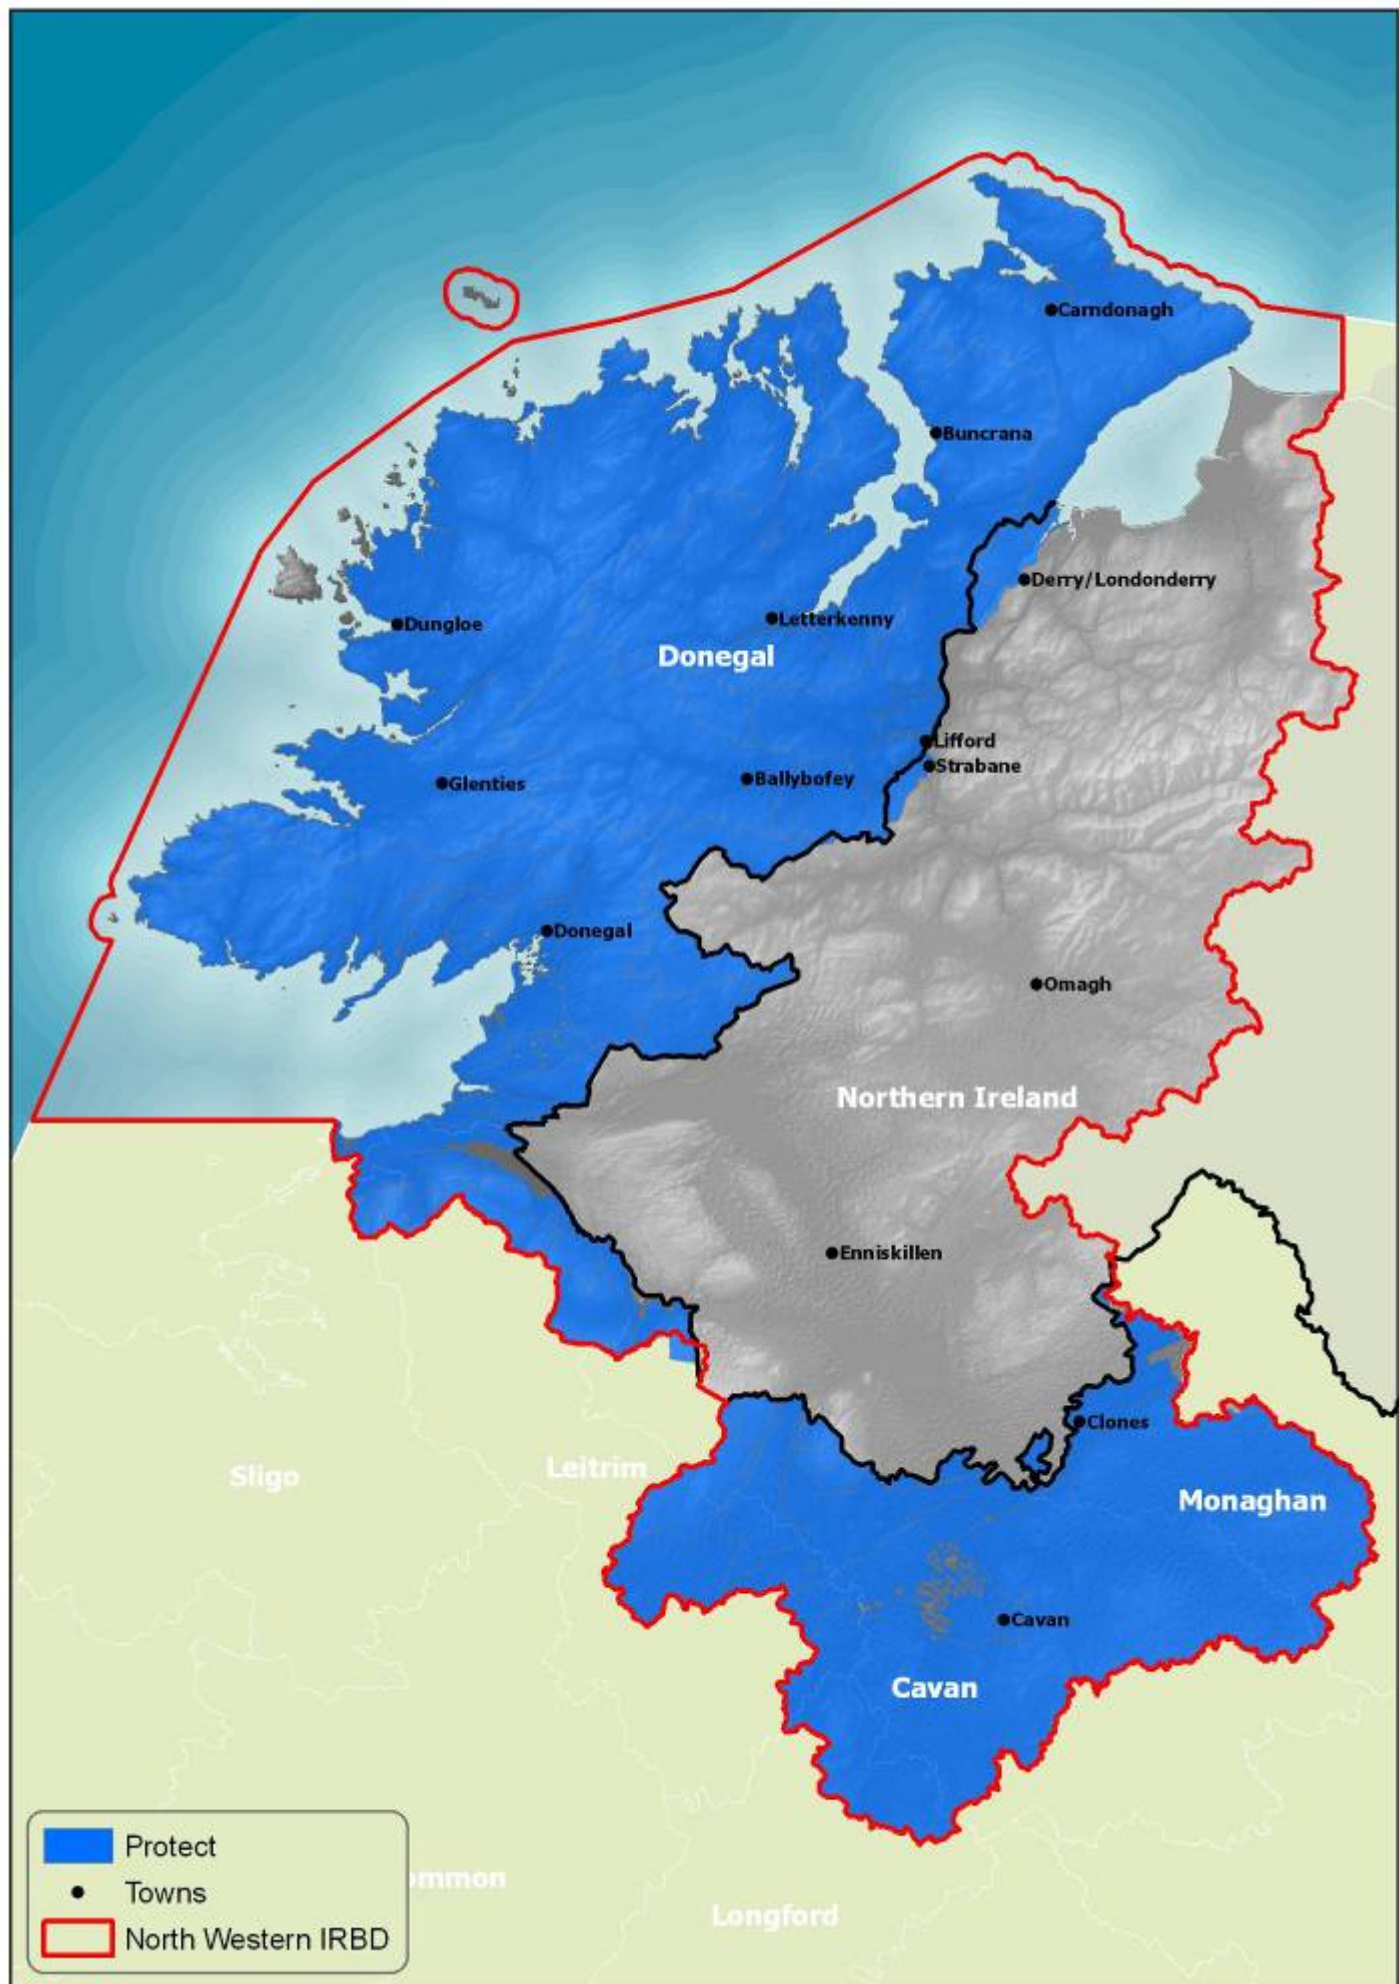 Carndonagh
Buncrana
Derry/Londonderry
Dungloe
Letterkenny
Donegal
Lifford
Strabane
Glenties
Ballybofey
Donegal
Omagh
Northern Ireland
Enniskillen
Clones
Sligo
Leitrim
Monaghan
Cavan
Cavan
Protect
ommon
Towns
Longford
North Western IRBD